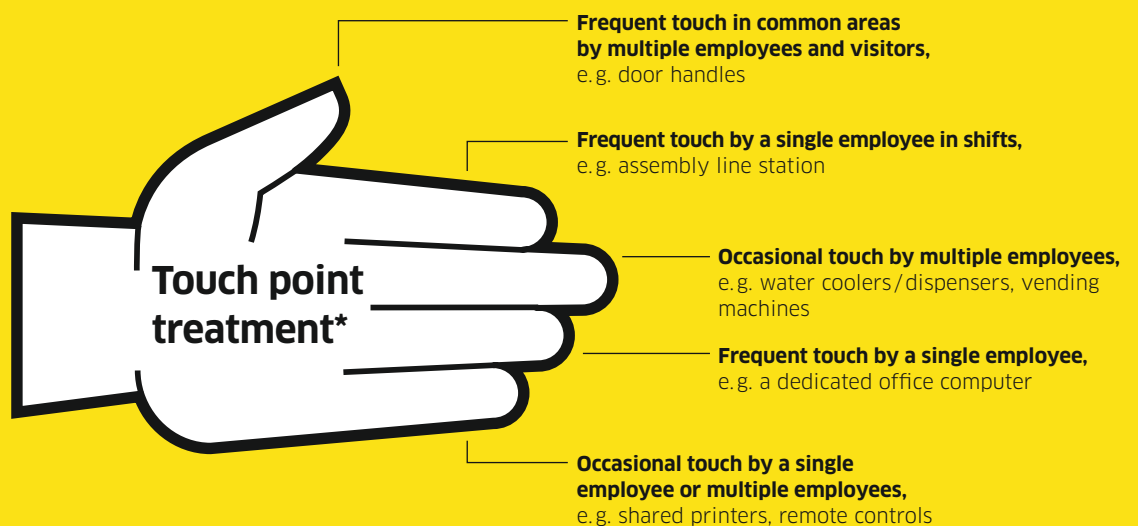 Frequent touch in common areas
by multiple employees and visitors,
e.g. door handles
Frequent touch by a single employee in shifts,
e.g. assembly line station
Touch point
treatment*
Occasional touch by multiple employees,
e.g. water coolers/dispensers, vending
machines
Frequent touch by a single employee,
e.g. a dedicated office computer
Occasional touch by a single
employee or multiple employees,
e.g. shared printers, remote controls